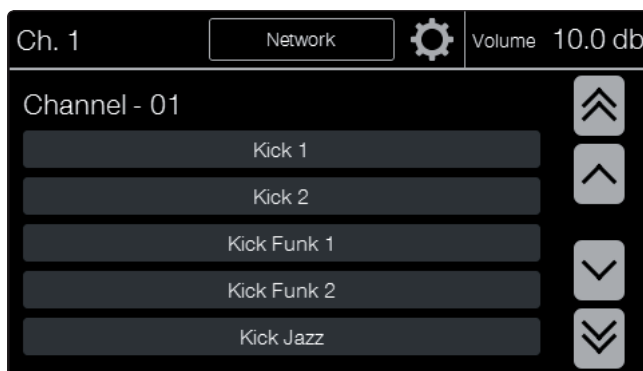 Ch. 1 Network Volume 10.0 db
Channel - 01
Kick 1
Kick 2
Kick Funk 1
Kick Funk 2
Kick Jazz